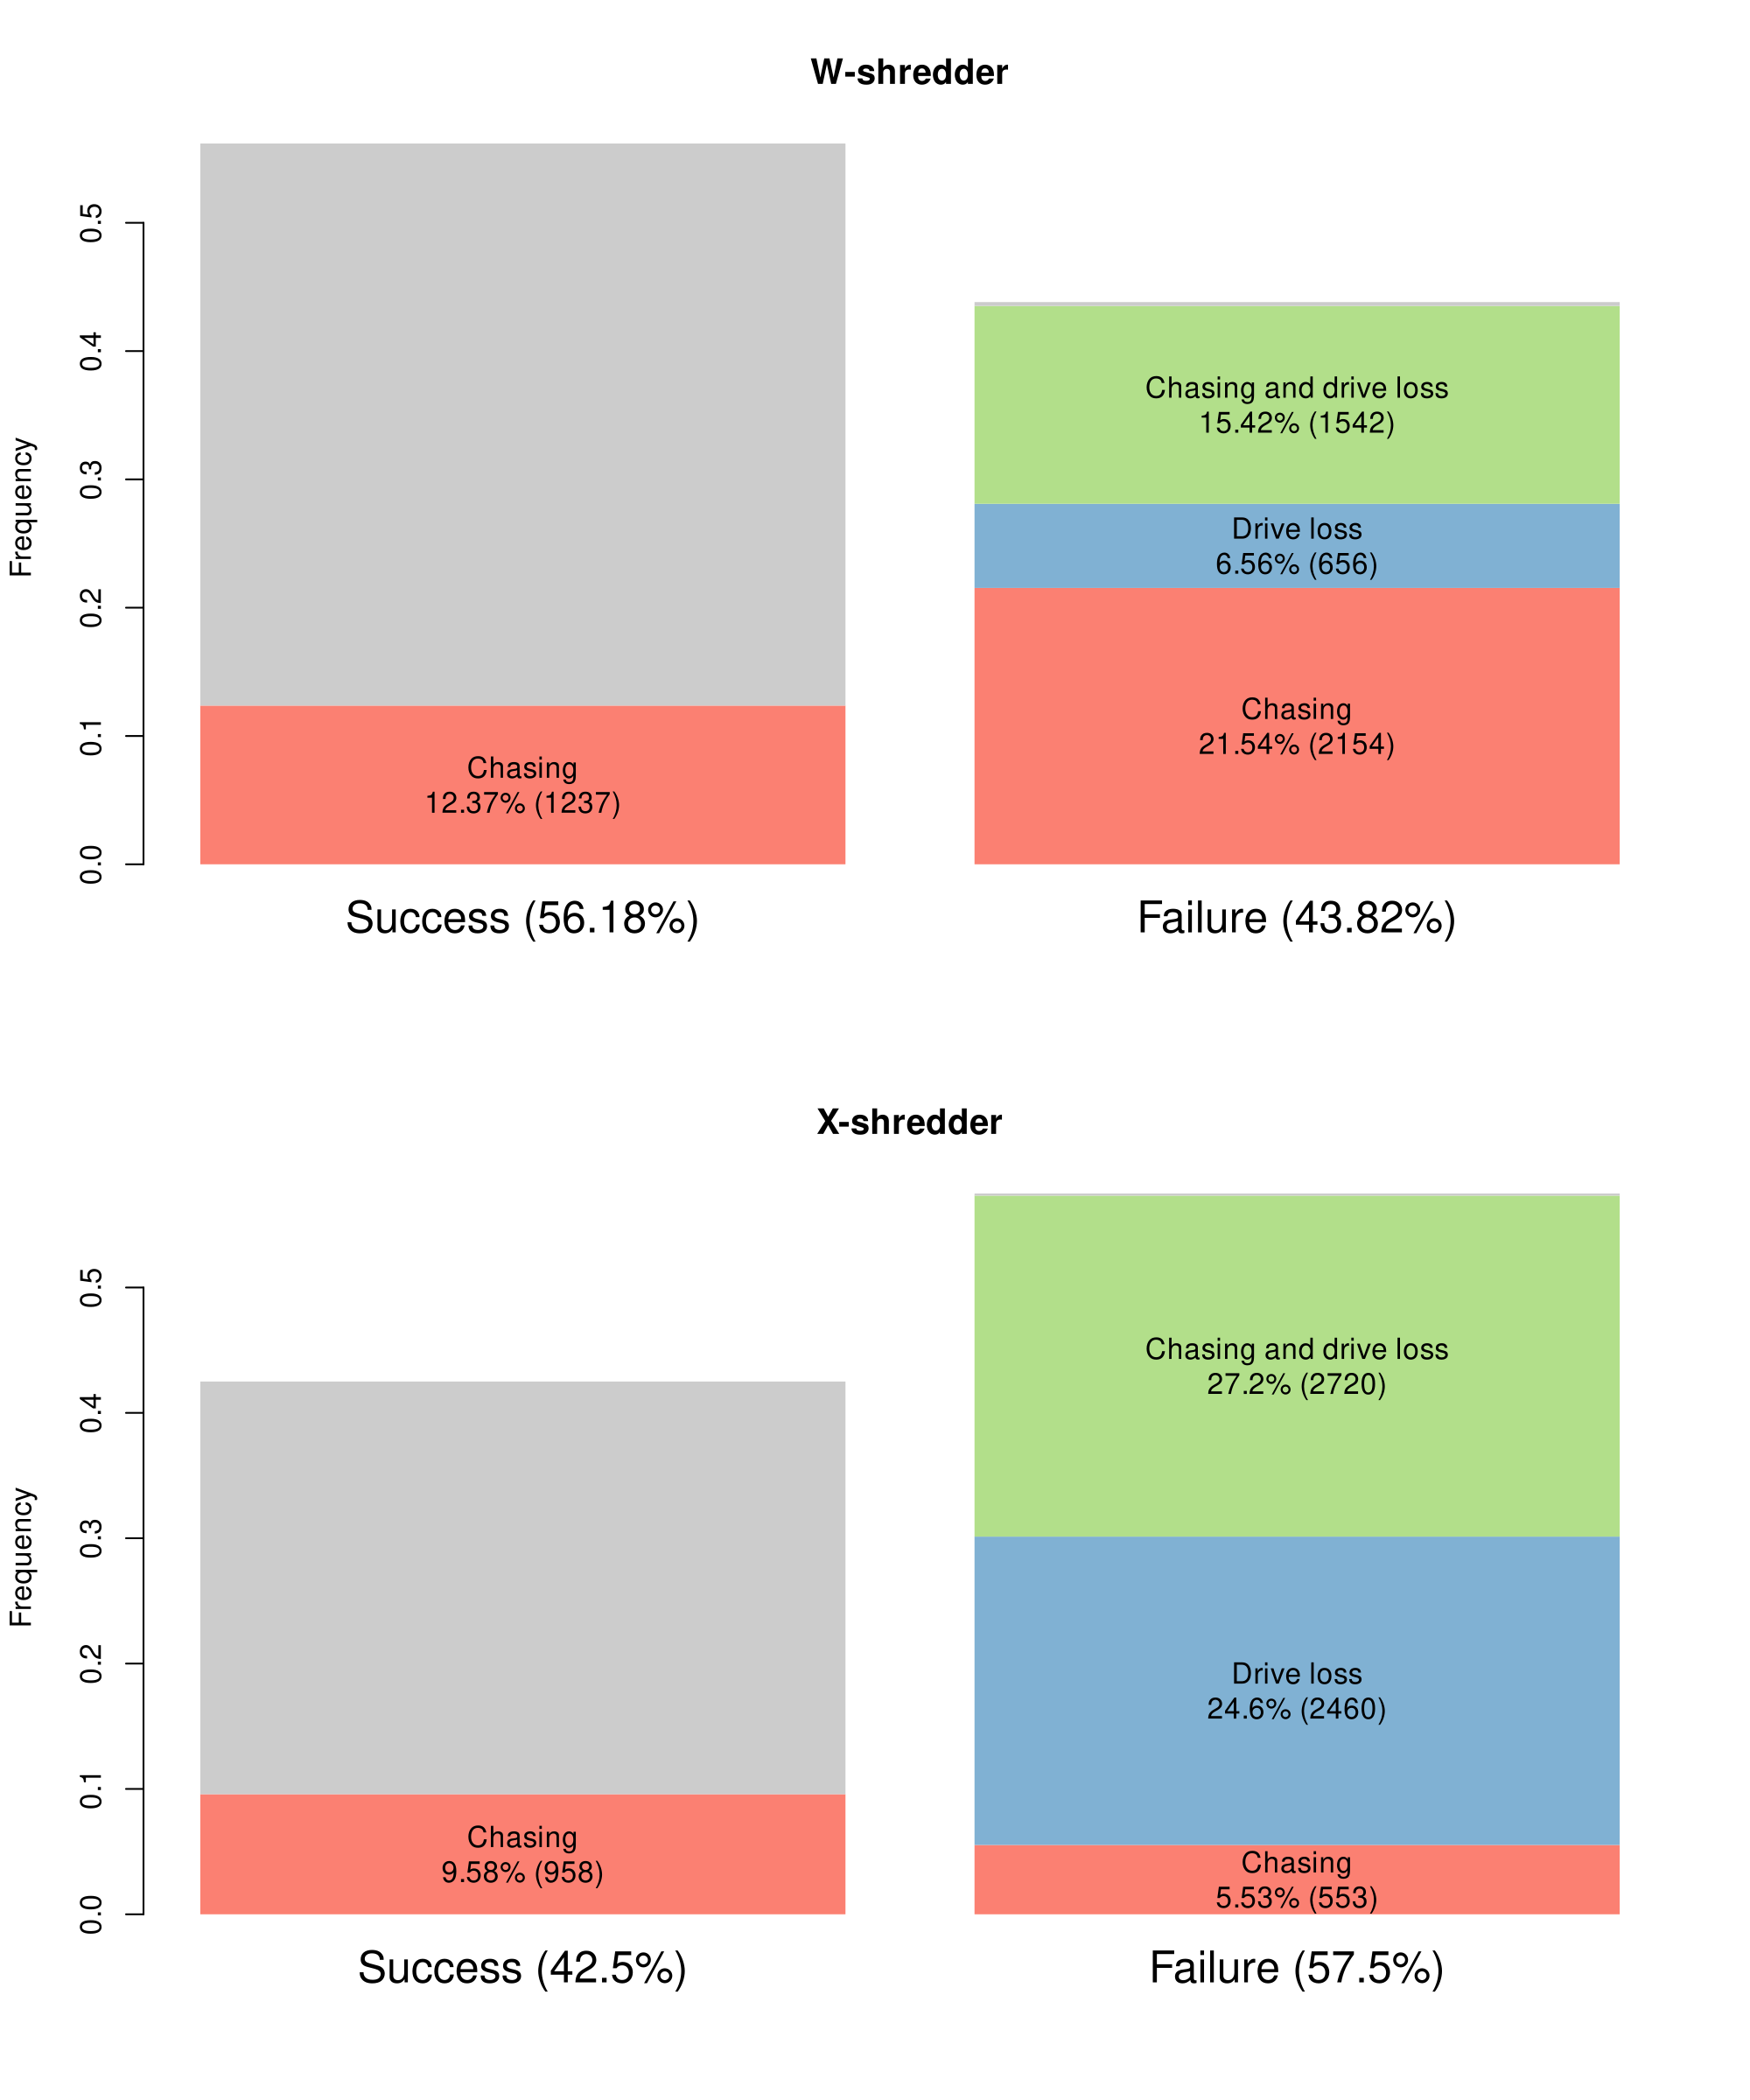 W-shredder
Frequency
0.5
0.4
0.3
0.2
0.1
0.0
Chasing
12.37% (1237)
Success (56.18%)
Chasing and drive loss
15.42% (1542)
Drive loss
6.56% (656)
Chasing
21.54% (2154)
Failure (43.82%)
X-shredder
Frequency
0.5
0.4
0.3
0.2
0.1
0.0
Chasing
9.58% (958)
Success (42.5%)
Chasing and drive loss
27.2% (2720)
Drive loss
24.6% (2460)
Chasing
5.53% (553)
Failure (57.5%)